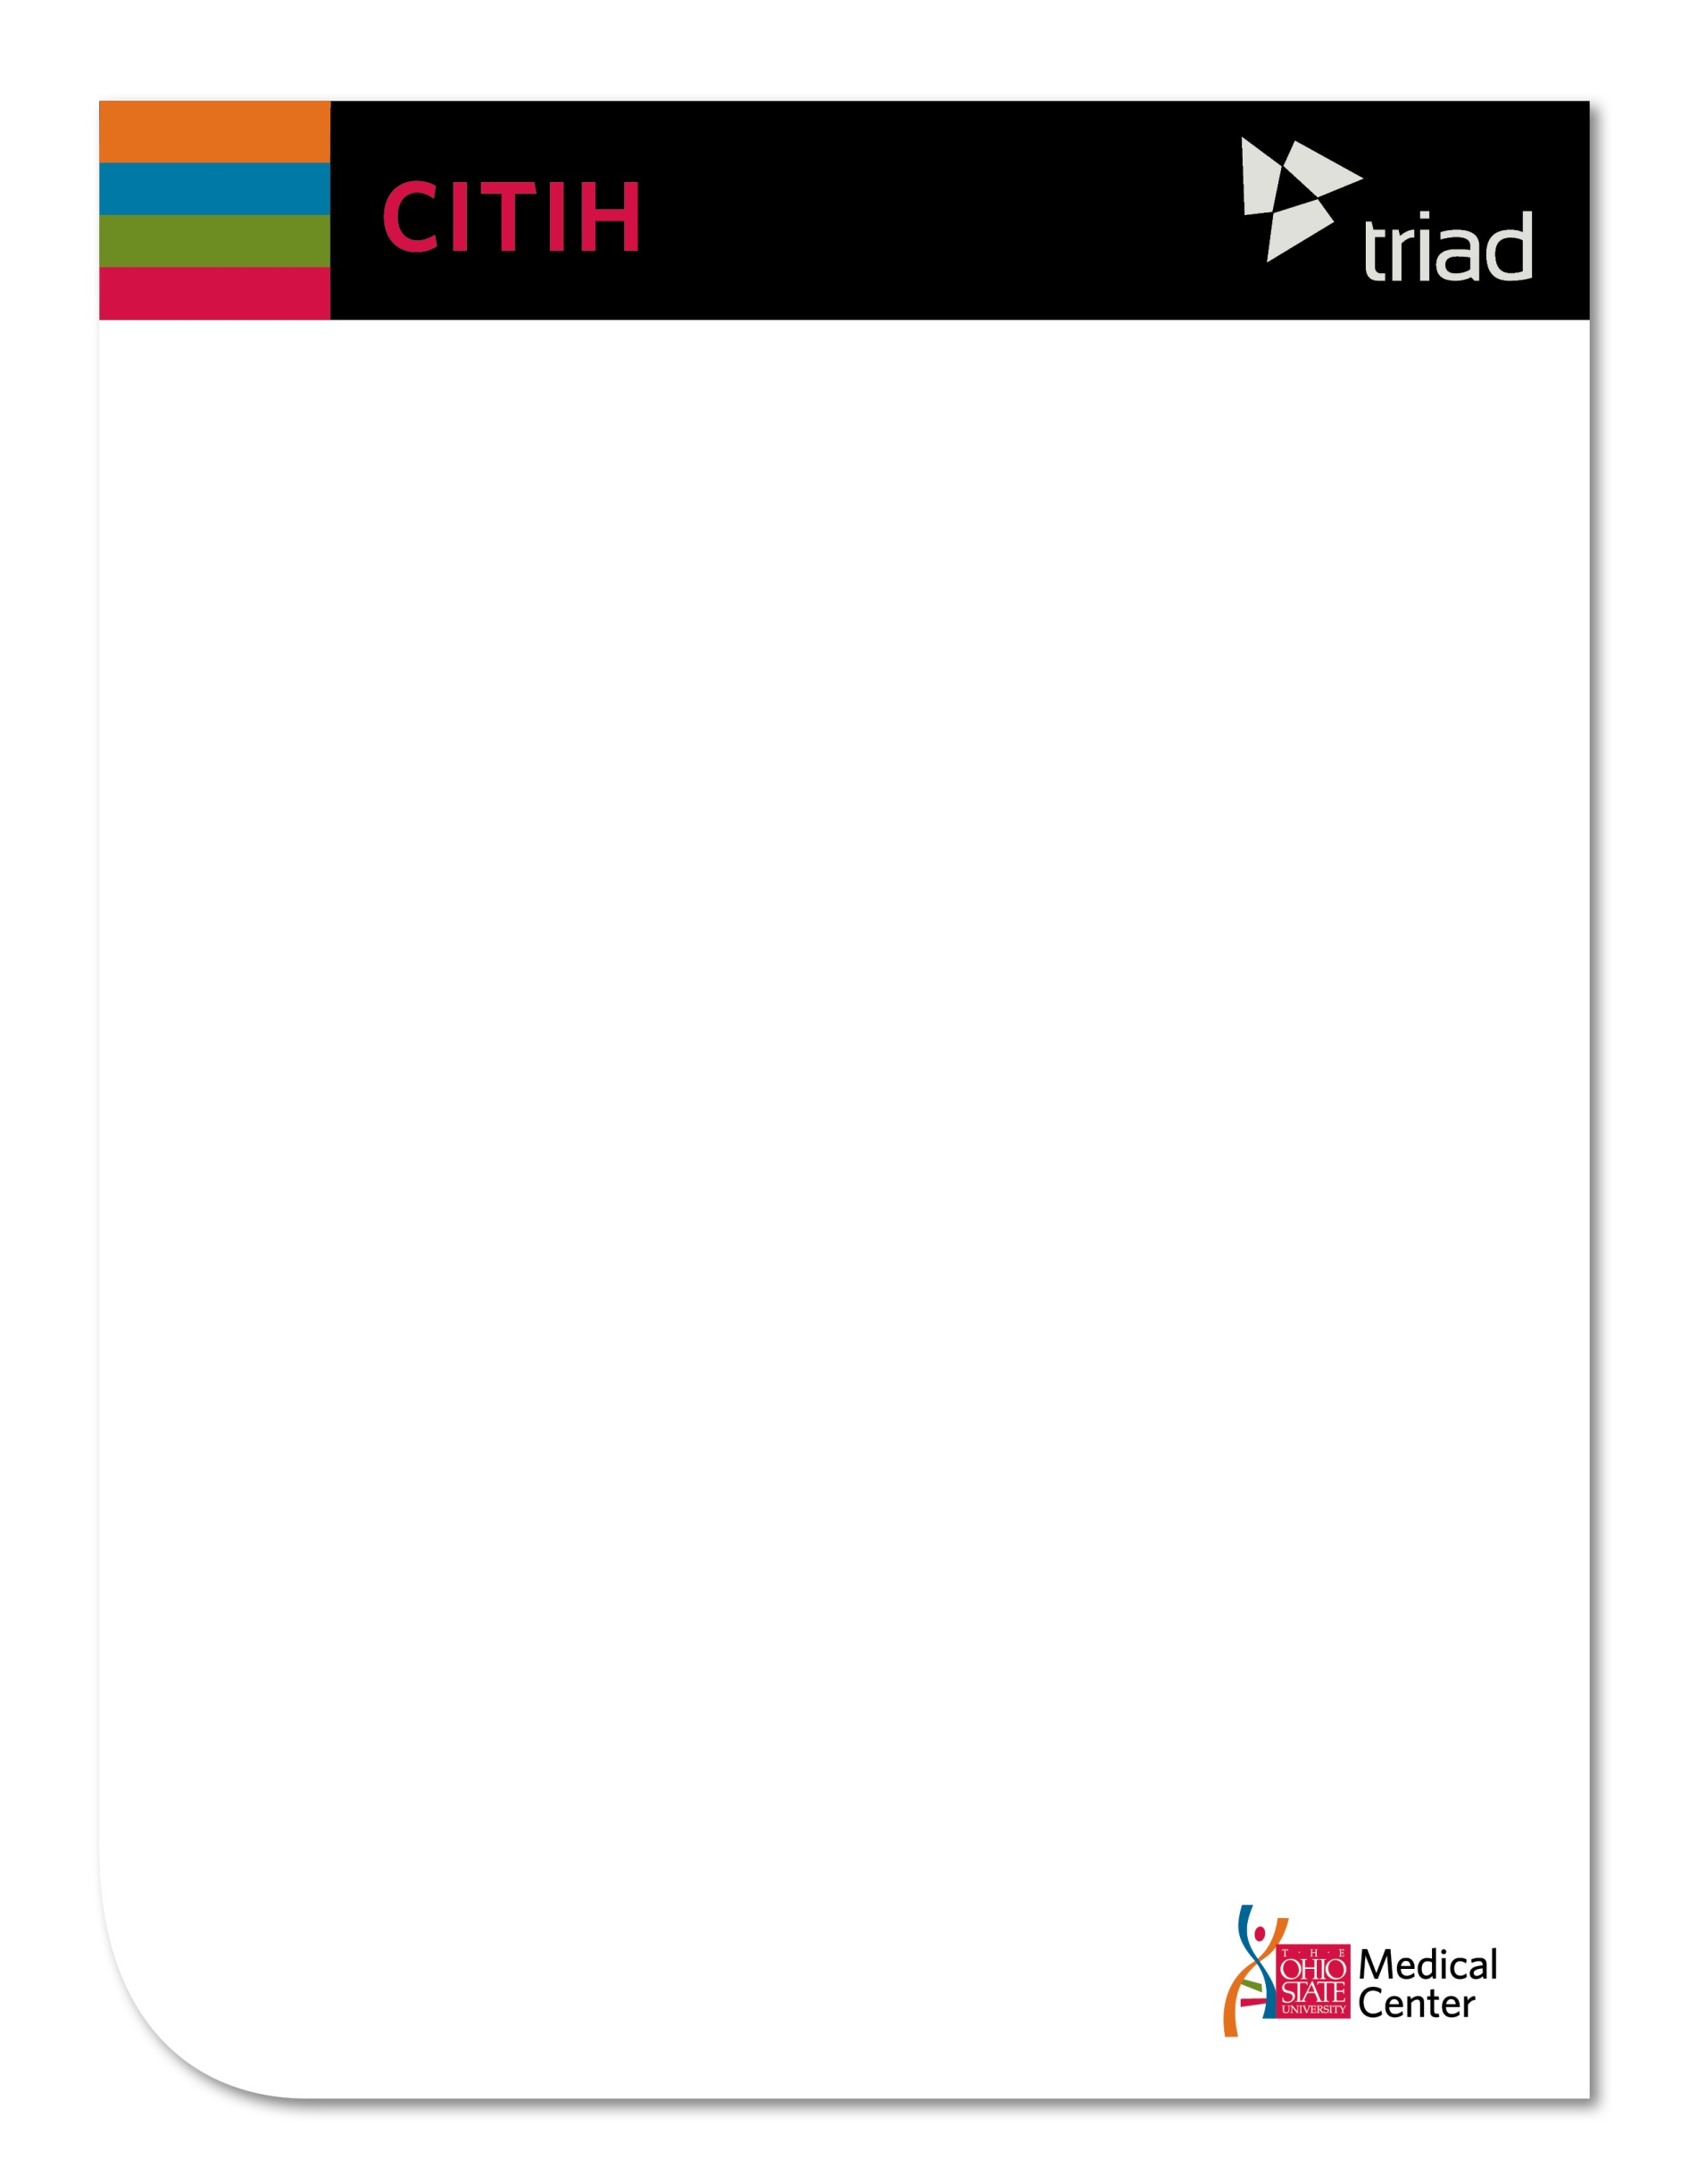 CITIH
triad
T · H · E
OHIO
STATE
UNIVERSITY
Medical
Center